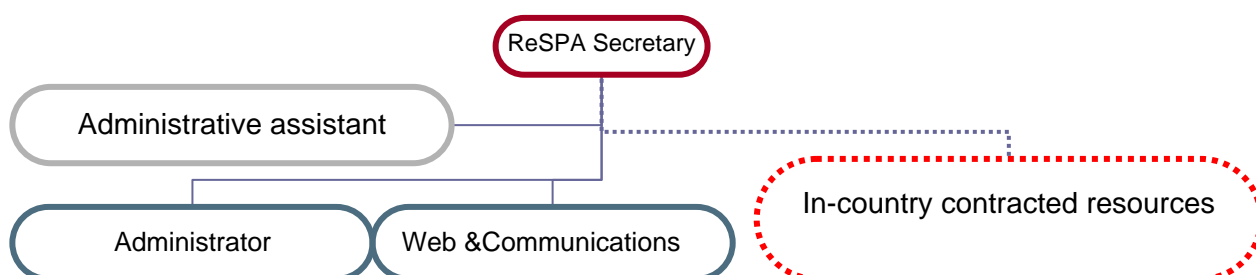 ReSPA Secretary
Administrative assistant
In-country contracted resources
Administrator
Web &Communications